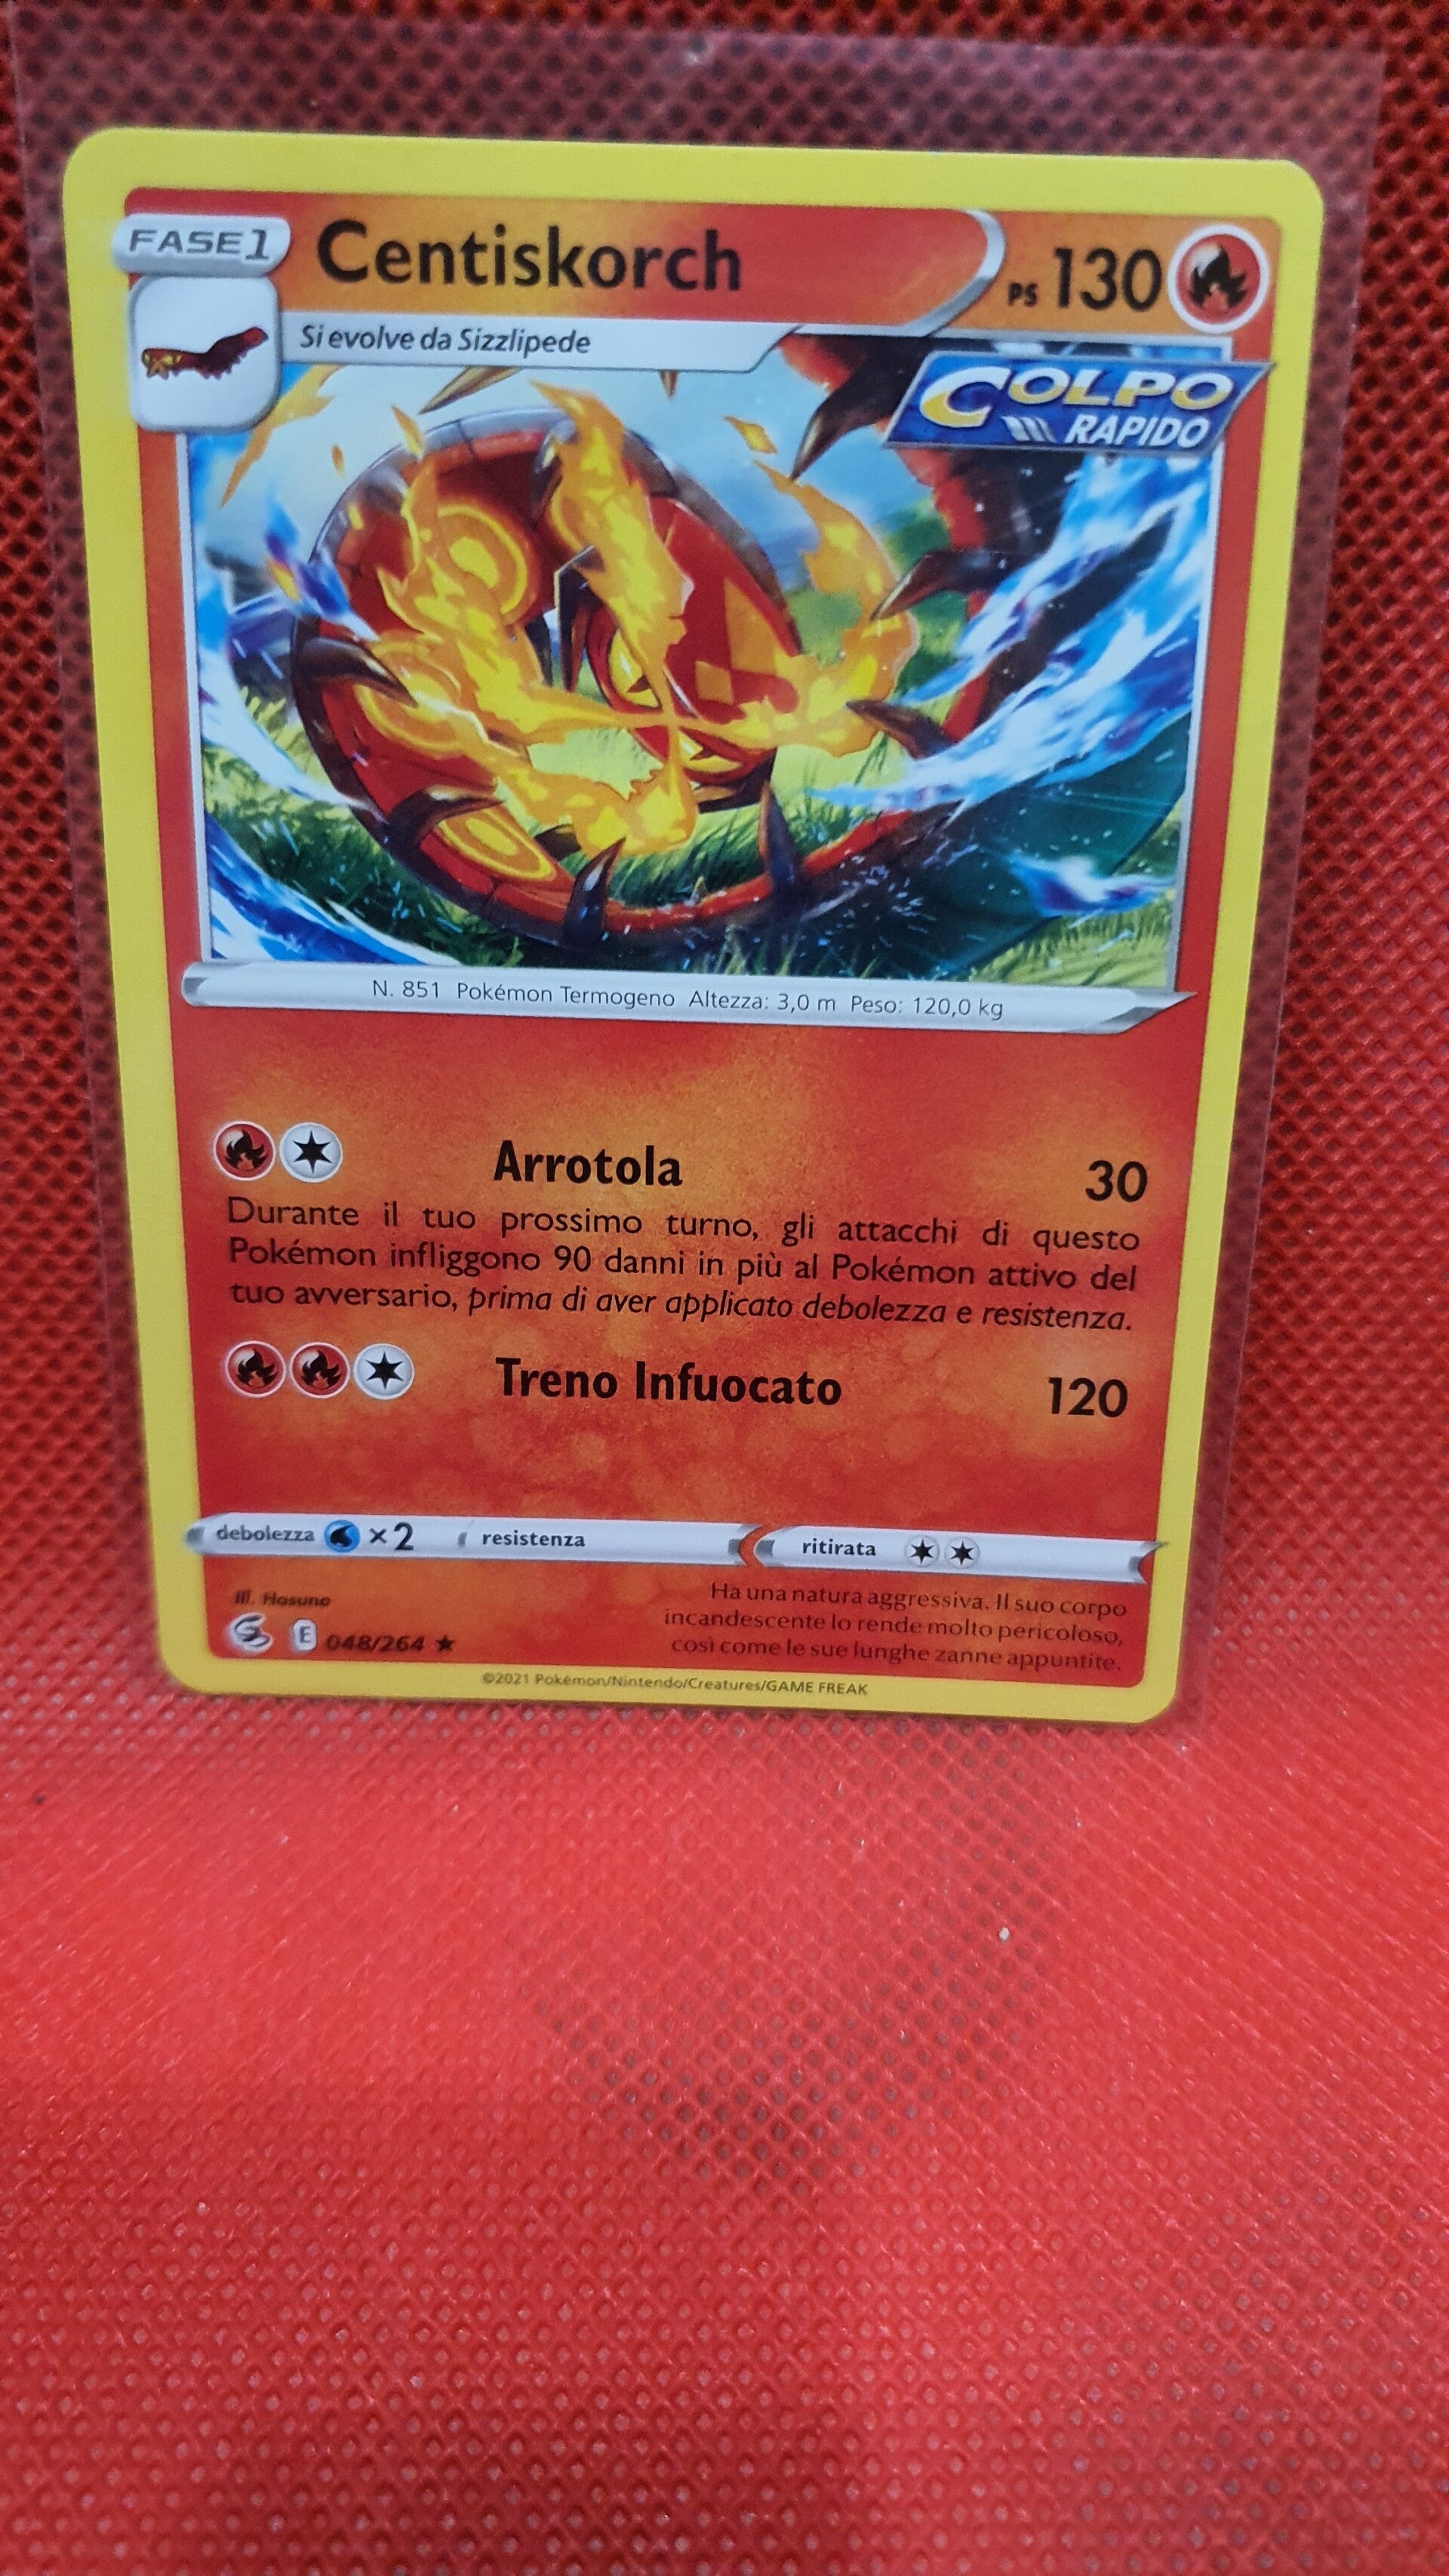 FASE 1
Centiskorch
PS 130
Si evolve da Sizzlipede
COLPO
RAPIDO
N. 851 Pokémon Termogeno Altezza: 3,0 m Peso: 120,0 kg
Arrotola 30
Durante il tuo prossimo turno, gli attacchi di questo
Pokémon infliggono 90 danni in più al Pokémon attivo del
tuo avversario, prima di aver applicato debolezza e resistenza.
Treno Infuocato 120
debolezza ×2 resistenza ritirata
Ill. Hasuno
E 048/264 ★
Ha una natura aggressiva. Il suo corpo
incandescente lo rende molto pericoloso,
così come le sue lunghe zanne appuntite.
©2021 Pokémon/Nintendo/Creatures/GAME FREAK